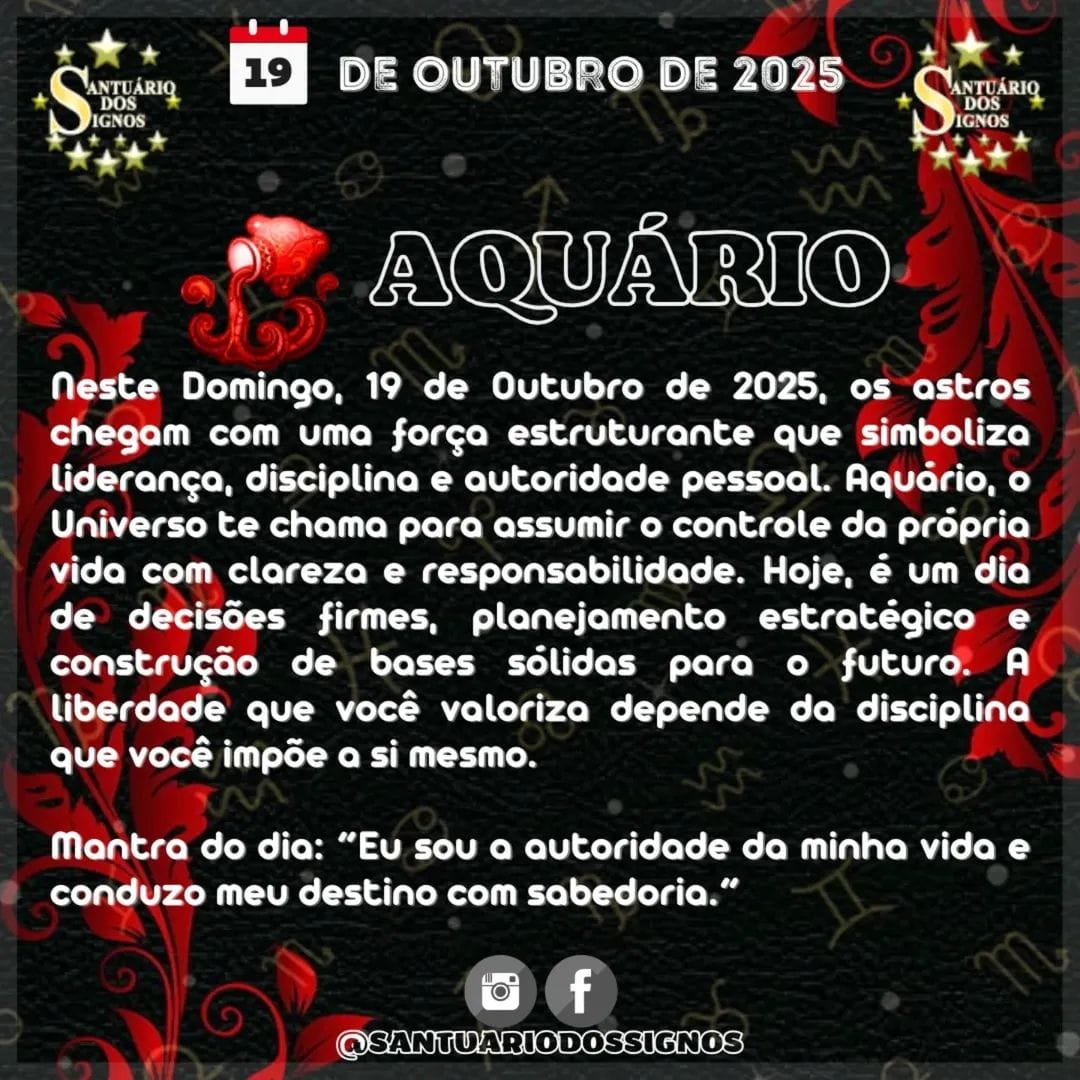 SANTUÁRIO
DOS
SIGNOS
19 DE OUTUBRO DE 2025
SANTUÁRIO
DOS
SIGNOS
AQUÁRIO
Neste Domingo, 19 de Outubro de 2025, os astros
chegam com uma força estruturante que simboliza
liderança, disciplina e autoridade pessoal. Aquário, o
Universo te chama para assumir o controle da própria
vida com clareza e responsabilidade. Hoje, é um dia
de decisões firmes, planejamento estratégico e
construção de bases sólidas para o futuro. A
liberdade que você valoriza depende da disciplina
que você impõe a si mesmo.
Mantra do dia: “Eu sou a autoridade da minha vida e
conduzo meu destino com sabedoria.“
@SANTUARIODOSSIGNOS